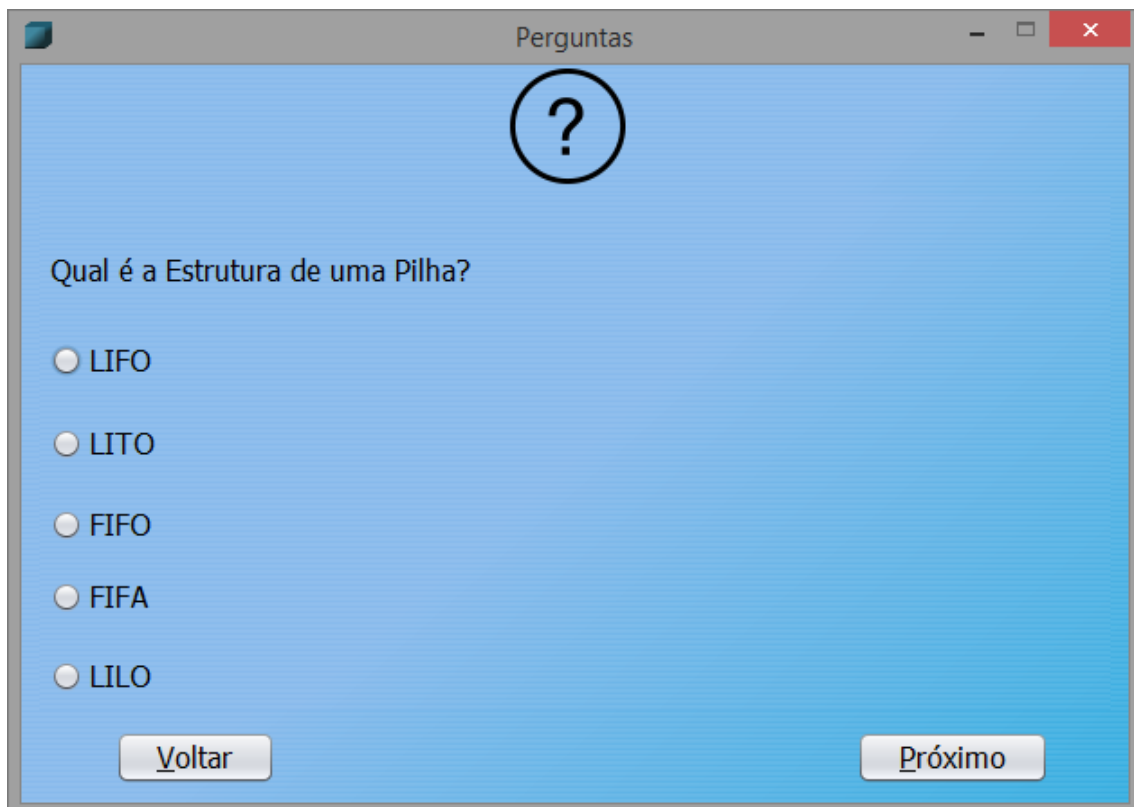 Perguntas
?
Qual é a Estrutura de uma Pilha?
LIFO
LITO
FIFO
FIFA
LILO
Voltar
Próximo